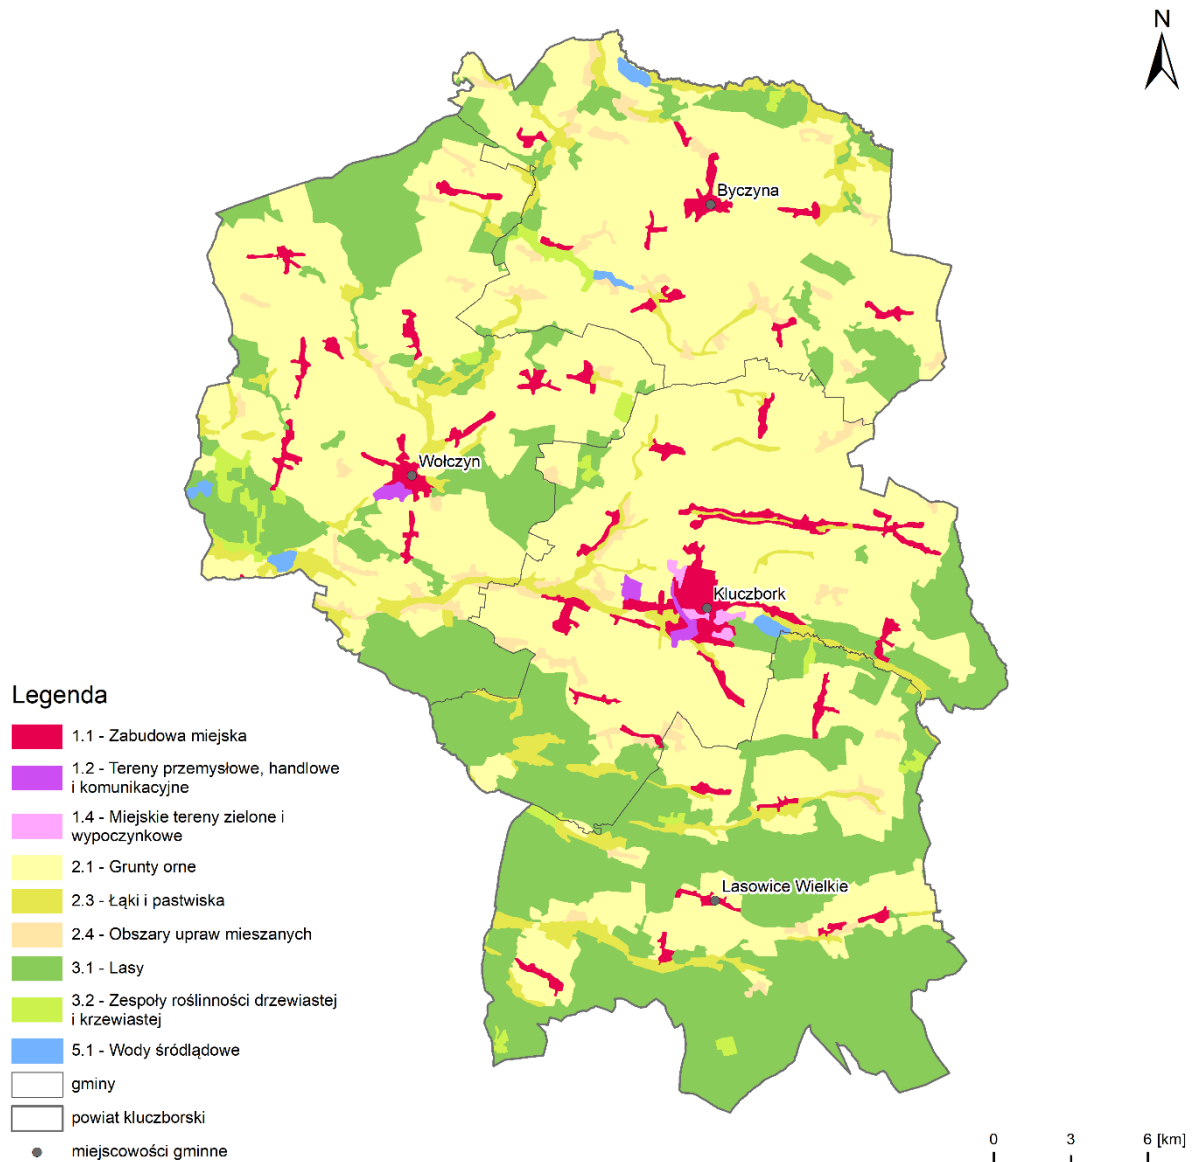 N
Byczyna
Wołczyn
Kluczbork
Lasowice Wielkie
Legenda
1.1 - Zabudowa miejska
1.2 - Tereny przemysłowe, handlowe
i komunikacyjne
1.4 - Miejskie tereny zielone i
wypoczynkowe
2.1 - Grunty orne
2.3 - Łąki i pastwiska
2.4 - Obszary upraw mieszanych
3.1 - Lasy
3.2 - Zespoły roślinności drzewiastej
i krzewiastej
5.1 - Wody śródlądowe
gminy
powiat kluczborski
miejscowości gminne
0 3 6 [km]